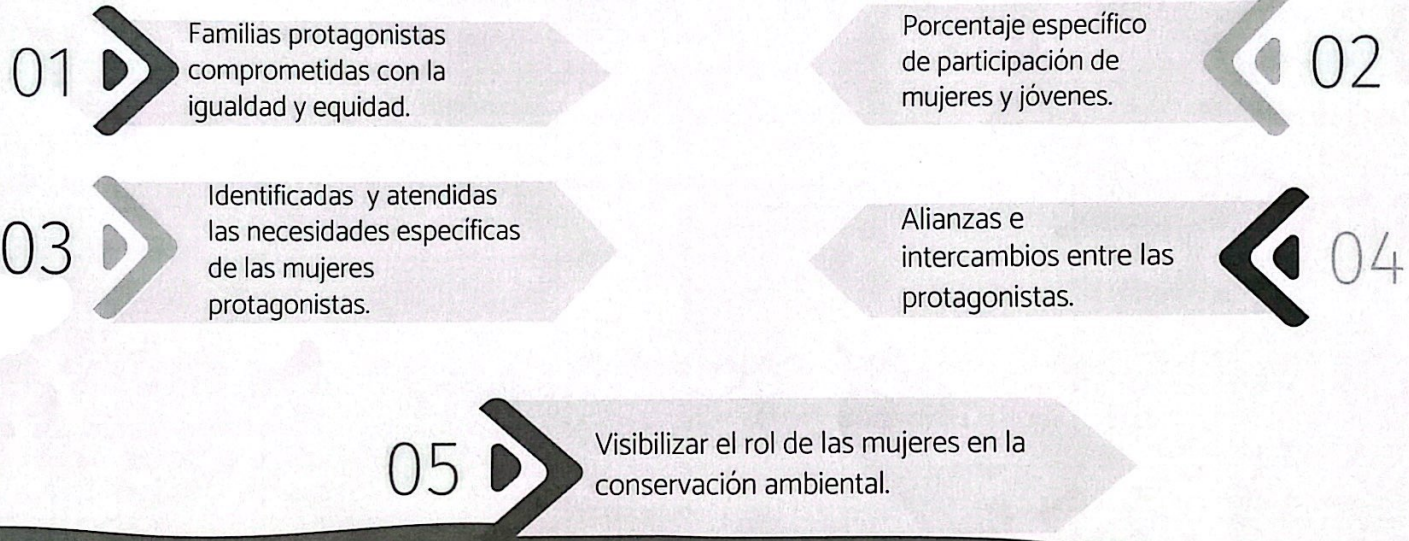 01
Familias protagonistas
comprometidas con la
igualdad y equidad.
Porcentaje específico
de participación de
mujeres y jóvenes.
02
03
Identificadas y atendidas
las necesidades específicas
de las mujeres
protagonistas.
Alianzas e
intercambios entre las
protagonistas.
04
05
Visibilizar el rol de las mujeres en la
conservación ambiental.